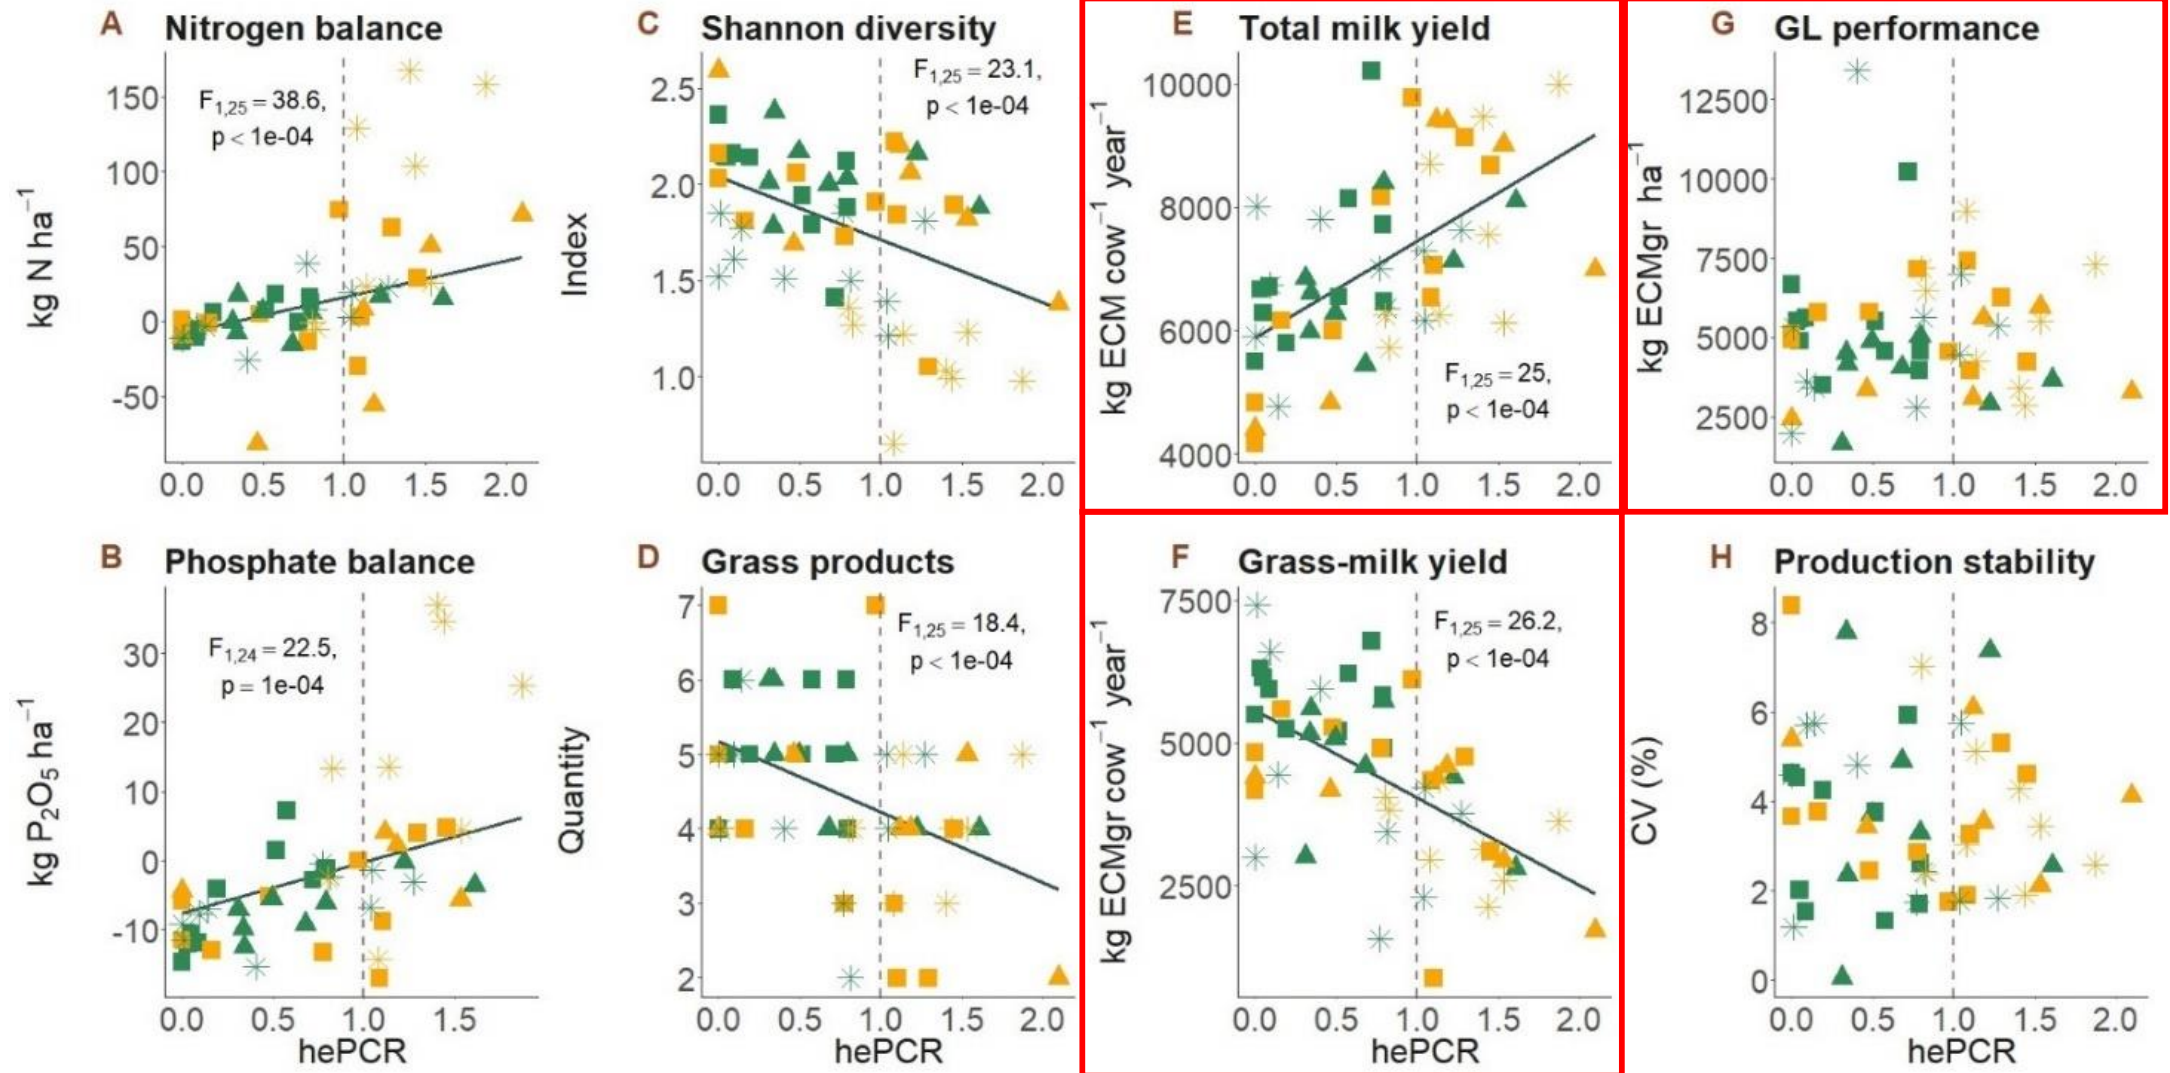 A Nitrogen balance
kg N ha⁻¹
150
100
50
0
-50
F₁,₂₅ = 38.6,
p < 1e-04
0.0 0.5 1.0 1.5 2.0
C Shannon diversity
Index
2.5
2.0
1.5
1.0
F₁,₂₅ = 23.1,
p < 1e-04
0.0 0.5 1.0 1.5 2.0
E Total milk yield
kg ECM cow⁻¹ year⁻¹
10000
8000
6000
4000
F₁,₂₅ = 25,
p < 1e-04
0.0 0.5 1.0 1.5 2.0
G GL performance
kg ECMgr ha⁻¹
12500
10000
7500
5000
2500
0.0 0.5 1.0 1.5 2.0
B Phosphate balance
kg P₂O₅ ha⁻¹
30
20
10
0
-10
F₁,₂₄ = 22.5,
p = 1e-04
0.0 0.5 1.0 1.5
hePCR
D Grass products
Quantity
7
6
5
4
3
2
F₁,₂₅ = 18.4,
p < 1e-04
0.0 0.5 1.0 1.5 2.0
hePCR
F Grass-milk yield
kg ECMgr cow⁻¹ year⁻¹
7500
5000
2500
F₁,₂₅ = 26.2,
p < 1e-04
0.0 0.5 1.0 1.5 2.0
hePCR
H Production stability
CV (%)
8
6
4
2
0
0.0 0.5 1.0 1.5 2.0
hePCR